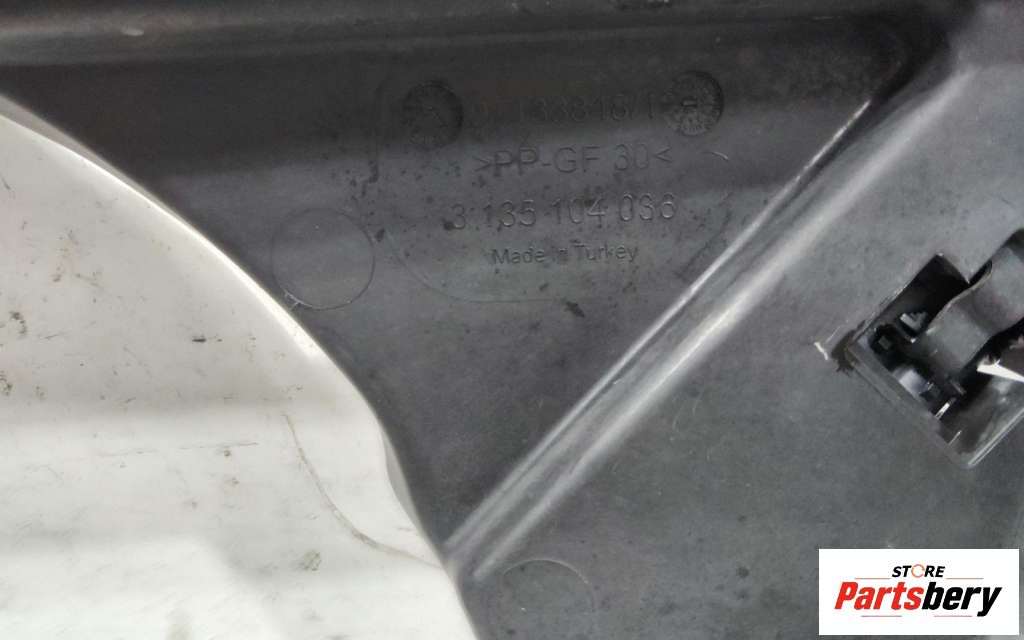 >PP-GF 30<
3.135 104 036
Made in Turkey
STORE
Partsbery